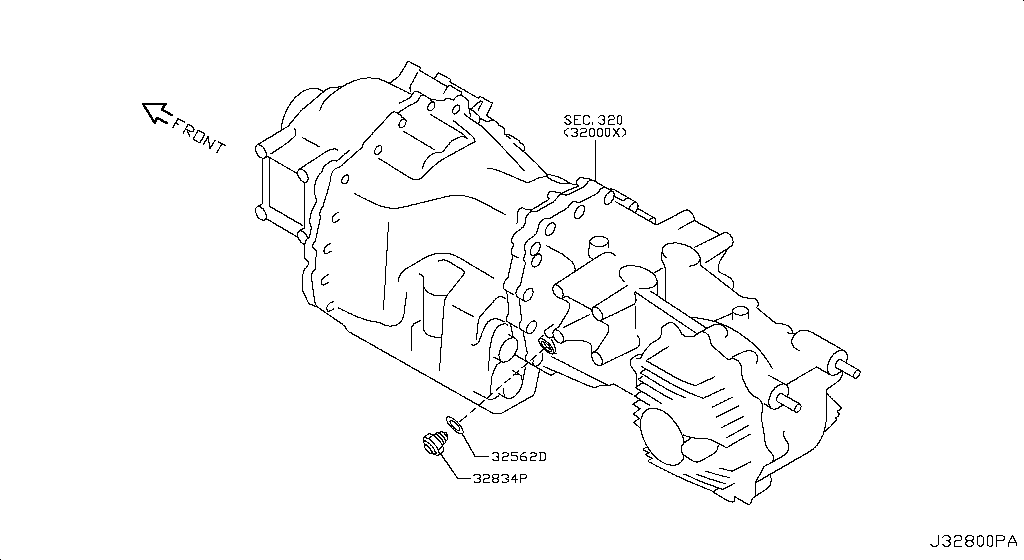 FRONT
SEC. 320
(32000X)
32562D
32834P
J32800PA